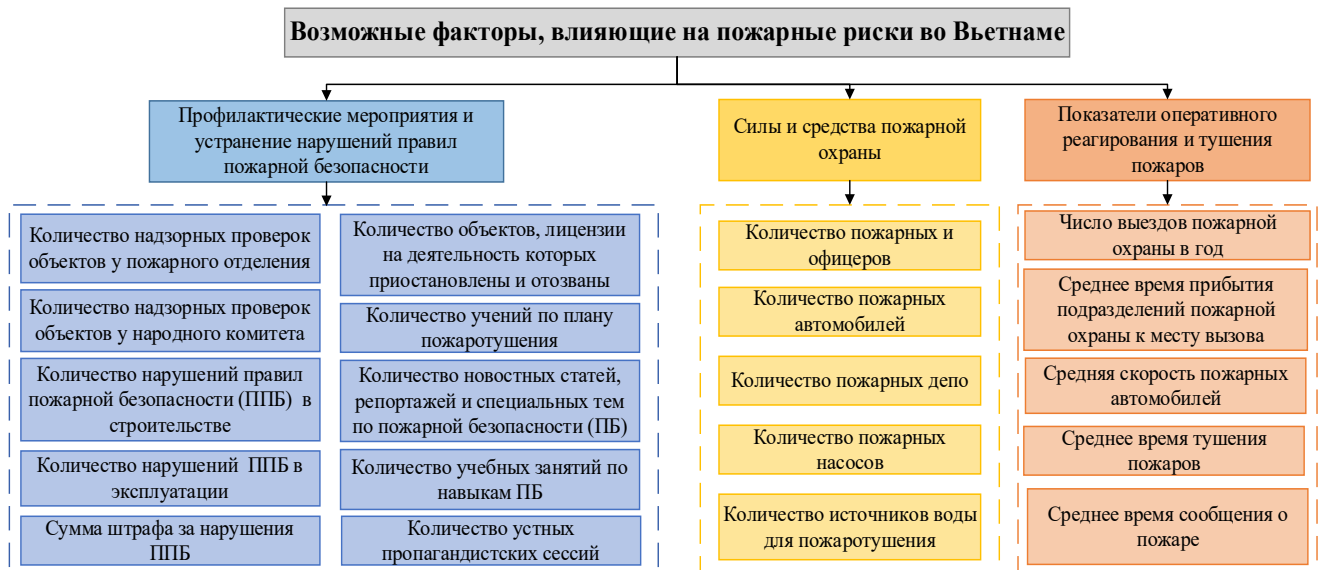 Возможные факторы, влияющие на пожарные риски во Вьетнаме
Профилактические мероприятия и
устранение нарушений правил
пожарной безопасности
Количество надзорных проверок
объектов у пожарного отделения
Количество надзорных проверок
объектов у народного комитета
Количество нарушений правил
пожарной безопасности (ППБ) в
строительстве
Количество нарушений ППБ в
эксплуатации
Сумма штрафа за нарушения
ППБ
Количество объектов, лицензии
на деятельность которых
приостановлены и отозваны
Количество учений по плану
пожаротушения
Количество новостных статей,
репортажей и специальных тем
по пожарной безопасности (ПБ)
Количество учебных занятий по
навыкам ПБ
Количество устных
пропагандистских сессий
Силы и средства пожарной
охраны
Количество пожарных и
офицеров
Количество пожарных
автомобилей
Количество пожарных депо
Количество пожарных
насосов
Количество источников воды
для пожаротушения
Показатели оперативного
реагирования и тушения
пожаров
Число выездов пожарной
охраны в год
Среднее время прибытия
подразделений пожарной
охраны к месту вызова
Средняя скорость пожарных
автомобилей
Среднее время тушения
пожаров
Среднее время сообщения о
пожаре